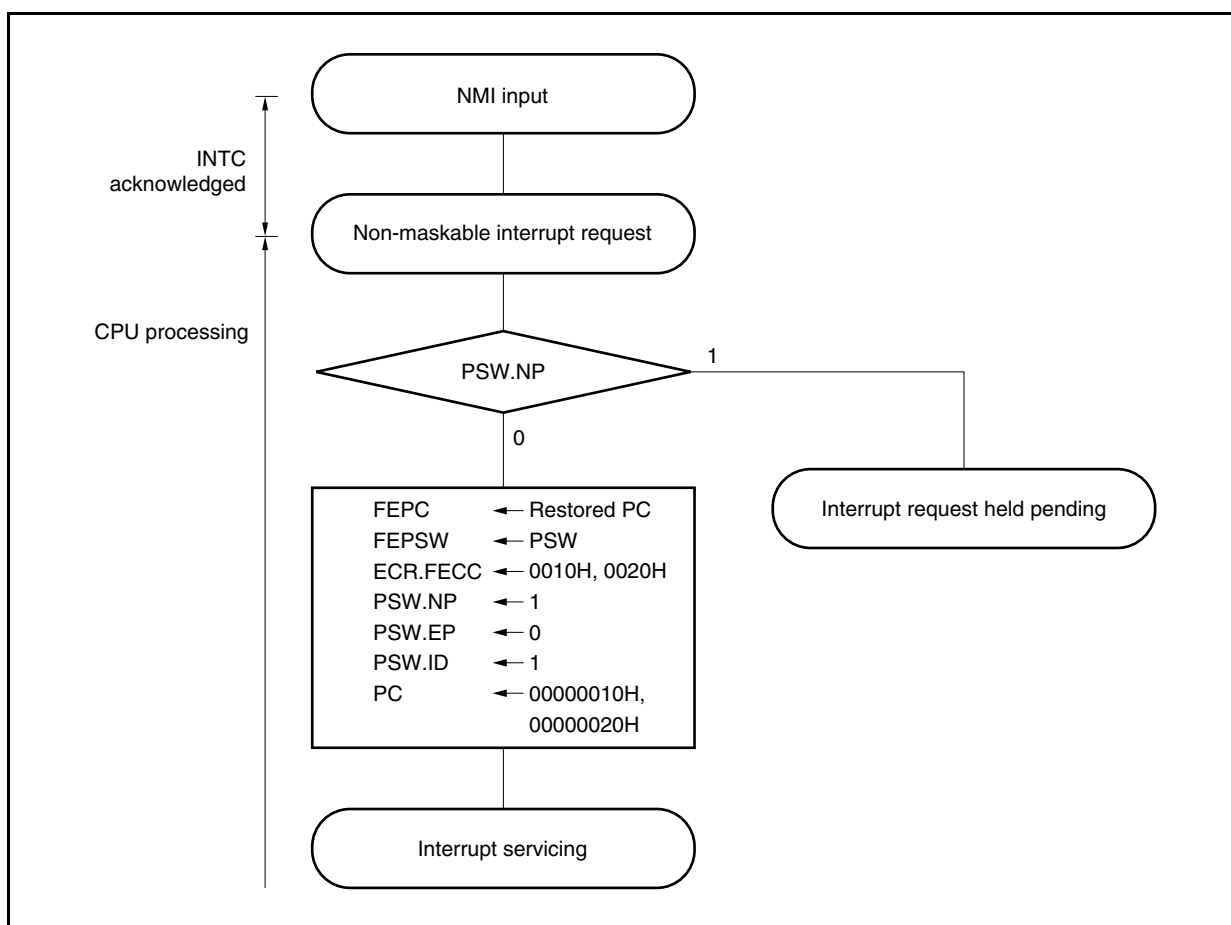 NMI input
INTC
acknowledged
Non-maskable interrupt request
CPU processing
PSW.NP
1
0
FEPC ← Restored PC
FEPSW ← PSW
ECR.FECC ← 0010H, 0020H
PSW.NP ← 1
PSW.EP ← 0
PSW.ID ← 1
PC ← 00000010H,
00000020H
Interrupt request held pending
Interrupt servicing